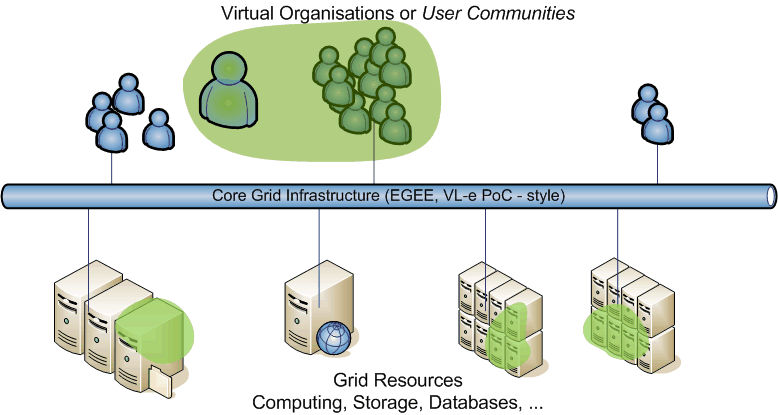 Virtual Organisations or User Communities
Core Grid Infrastructure (EGEE, VL-e PoC - style)
Grid Resources
Computing, Storage, Databases, ...